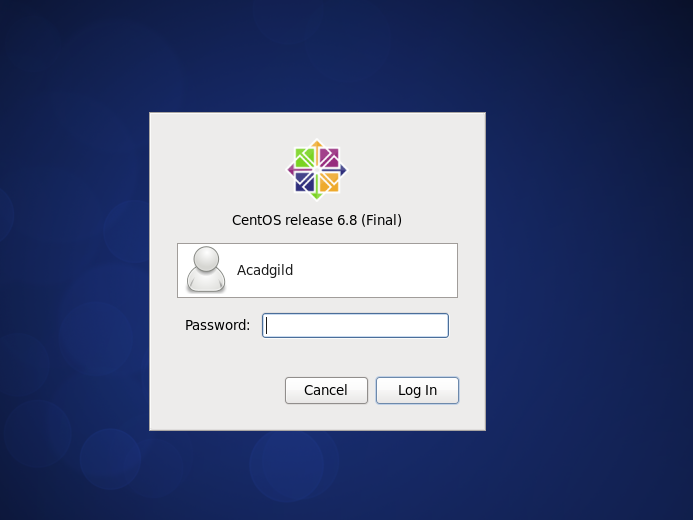 CentOS release 6.8 (Final)
Acadgild
Password:
Cancel Log In